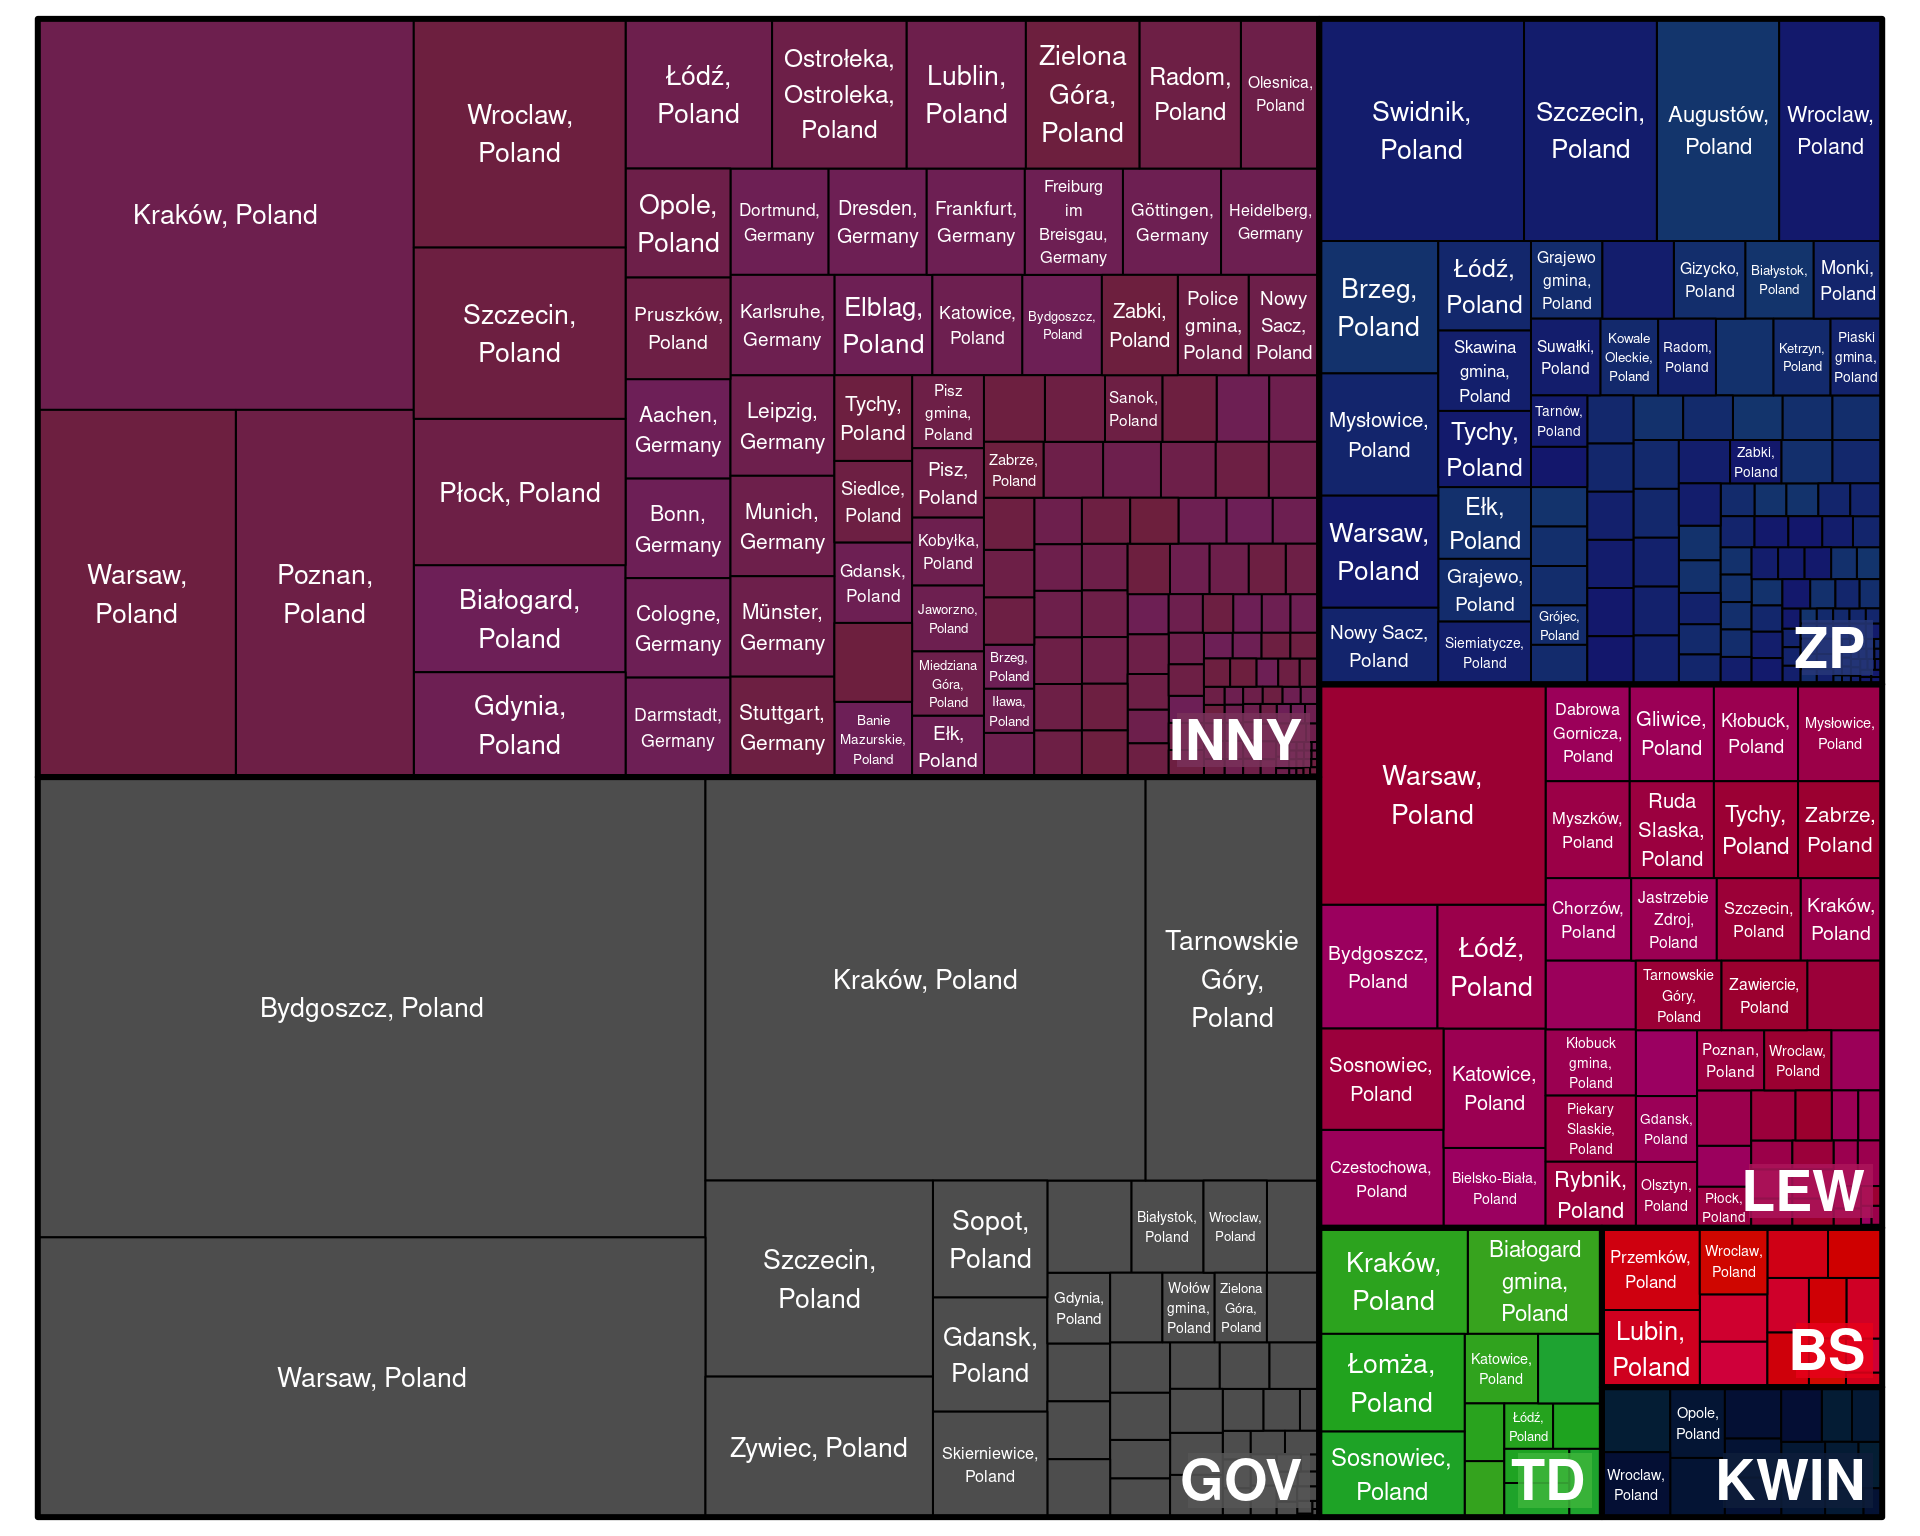 Kraków, Poland
Wroclaw,
Poland
Szczecin,
Poland
Płock, Poland
Białogard,
Poland
Gdynia,
Poland
Warsaw,
Poland
Poznan,
Poland
Łódź,
Poland
Ostrołeka,
Ostroleka,
Poland
Lublin,
Poland
Zielona
Góra,
Poland
Radom,
Poland
Olesnica,
Poland
Opole,
Poland
Dortmund,
Germany
Dresden,
Germany
Frankfurt,
Germany
Freiburg
im
Breisgau,
Germany
Göttingen,
Germany
Heidelberg,
Germany
Pruszków,
Poland
Karlsruhe,
Germany
Elblag,
Poland
Katowice,
Poland
Bydgoszcz,
Poland
Zabki,
Poland
Police
gmina,
Poland
Nowy
Sacz,
Poland
Aachen,
Germany
Leipzig,
Germany
Tychy,
Poland
Pisz
gmina,
Poland
Sanok,
Poland
Zabrze,
Poland
Bonn,
Germany
Munich,
Germany
Siedlce,
Poland
Pisz,
Poland
Kobyłka,
Poland
Cologne,
Germany
Münster,
Germany
Gdansk,
Poland
Jaworzno,
Poland
Miedziana
Góra,
Poland
Brzeg,
Poland
Iława,
Poland
Darmstadt,
Germany
Stuttgart,
Germany
Banie
Mazurskie,
Poland
Ełk,
Poland
INNY
Swidnik,
Poland
Szczecin,
Poland
Augustów,
Poland
Wroclaw,
Poland
Brzeg,
Poland
Łódź,
Poland
Grajewo
gmina,
Poland
Gizycko,
Poland
Białystok,
Poland
Monki,
Poland
Skawina
gmina,
Poland
Suwałki,
Poland
Kowale
Oleckie,
Poland
Radom,
Poland
Ketrzyn,
Poland
Piaski
gmina,
Poland
Mysłowice,
Poland
Tychy,
Poland
Tarnów,
Poland
Zabki,
Poland
Warsaw,
Poland
Ełk,
Poland
Grajewo,
Poland
Grójec,
Poland
Nowy Sacz,
Poland
Siemiatycze,
Poland
ZP
Warsaw,
Poland
Dabrowa
Gornicza,
Poland
Gliwice,
Poland
Kłobuck,
Poland
Mysłowice,
Poland
Myszków,
Poland
Ruda
Slaska,
Poland
Tychy,
Poland
Zabrze,
Poland
Bydgoszcz,
Poland
Łódź,
Poland
Chorzów,
Poland
Jastrzebie
Zdroj,
Poland
Szczecin,
Poland
Kraków,
Poland
Tarnowskie
Góry,
Poland
Zawiercie,
Poland
Sosnowiec,
Poland
Katowice,
Poland
Kłobuck
gmina,
Poland
Poznan,
Poland
Wroclaw,
Poland
Piekary
Slaskie,
Poland
Gdansk,
Poland
Czestochowa,
Poland
Bielsko-Biała,
Poland
Rybnik,
Poland
Olsztyn,
Poland
Płock,
Poland
LEW
Bydgoszcz, Poland
Warsaw, Poland
Kraków, Poland
Tarnowskie
Góry,
Poland
Szczecin,
Poland
Sopot,
Poland
Białystok,
Poland
Wroclaw,
Poland
Gdansk,
Poland
Gdynia,
Poland
Wołów
gmina,
Poland
Zielona
Góra,
Poland
Zywiec, Poland
Skierniewice,
Poland
GOV
Kraków,
Poland
Białogard
gmina,
Poland
Łomża,
Poland
Katowice,
Poland
Łódź,
Poland
Sosnowiec,
Poland
TD
Przemków,
Poland
Wroclaw,
Poland
Lubin,
Poland
BS
Opole,
Poland
Wroclaw,
Poland
KWIN